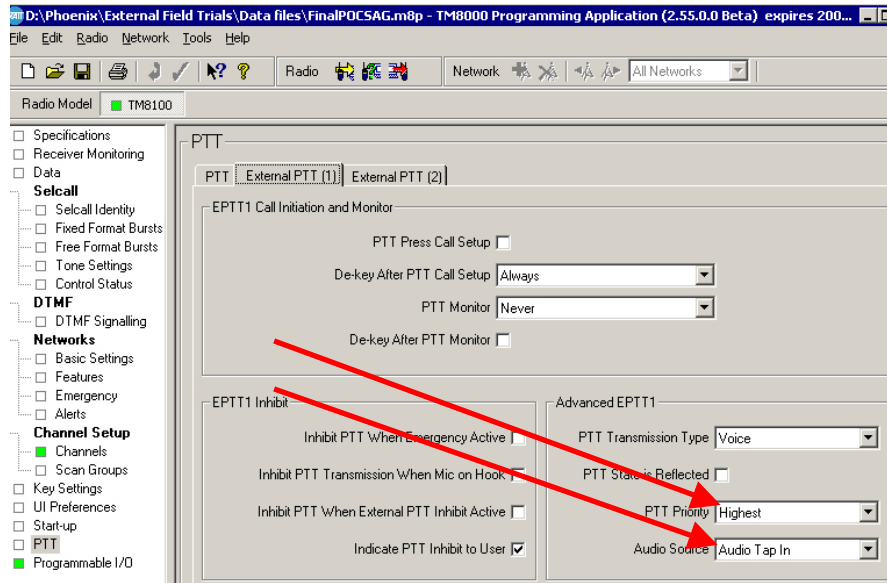 D:\Phoenix\External Field Trials\Data files\FinalPOCSAG.m8p - TM8000 Programming Application (2.55.0.0 Beta) expires 200...
File Edit Radio Network Tools Help
Radio Network All Networks
Radio Model TM8100
Specifications
Receiver Monitoring
Data
Selcall
Selcall Identity
Fixed Format Bursts
Free Format Bursts
Tone Settings
Control Status
DTMF
DTMF Signalling
Networks
Basic Settings
Features
Emergency
Alerts
Channel Setup
Channels
Scan Groups
Key Settings
UI Preferences
Start-up
PTT
Programmable I/O
PTT
PTT External PTT (1) External PTT (2)
EPTT1 Call Initiation and Monitor
PTT Press Call Setup
De-key After PTT Call Setup Always
PTT Monitor Never
De-key After PTT Monitor
EPTT1 Inhibit
Inhibit PTT When Emergency Active
Inhibit PTT Transmission When Mic on Hook
Inhibit PTT When External PTT Inhibit Active
Indicate PTT Inhibit to User
Advanced EPTT1
PTT Transmission Type Voice
PTT State is Reflected
PTT Priority Highest
Audio Source Audio Tap In